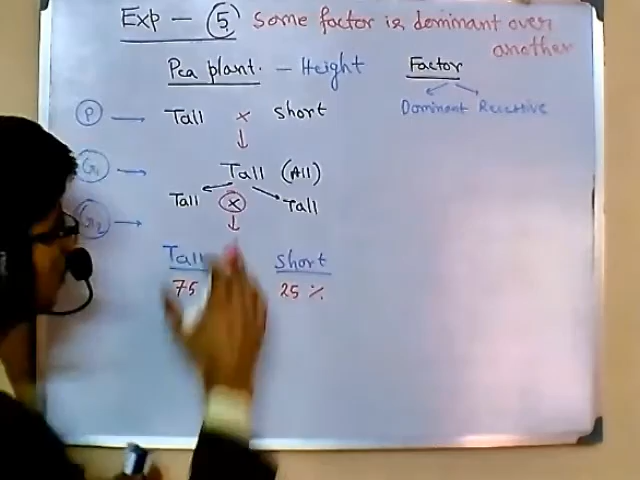 Exp – 5 some factor is dominant over
another
Pea plant. – Height
Factor
Dominant Recessive
P Tall x short
G1 Tall (All)
Tall x Tall
G2
Tall short
75 25 %